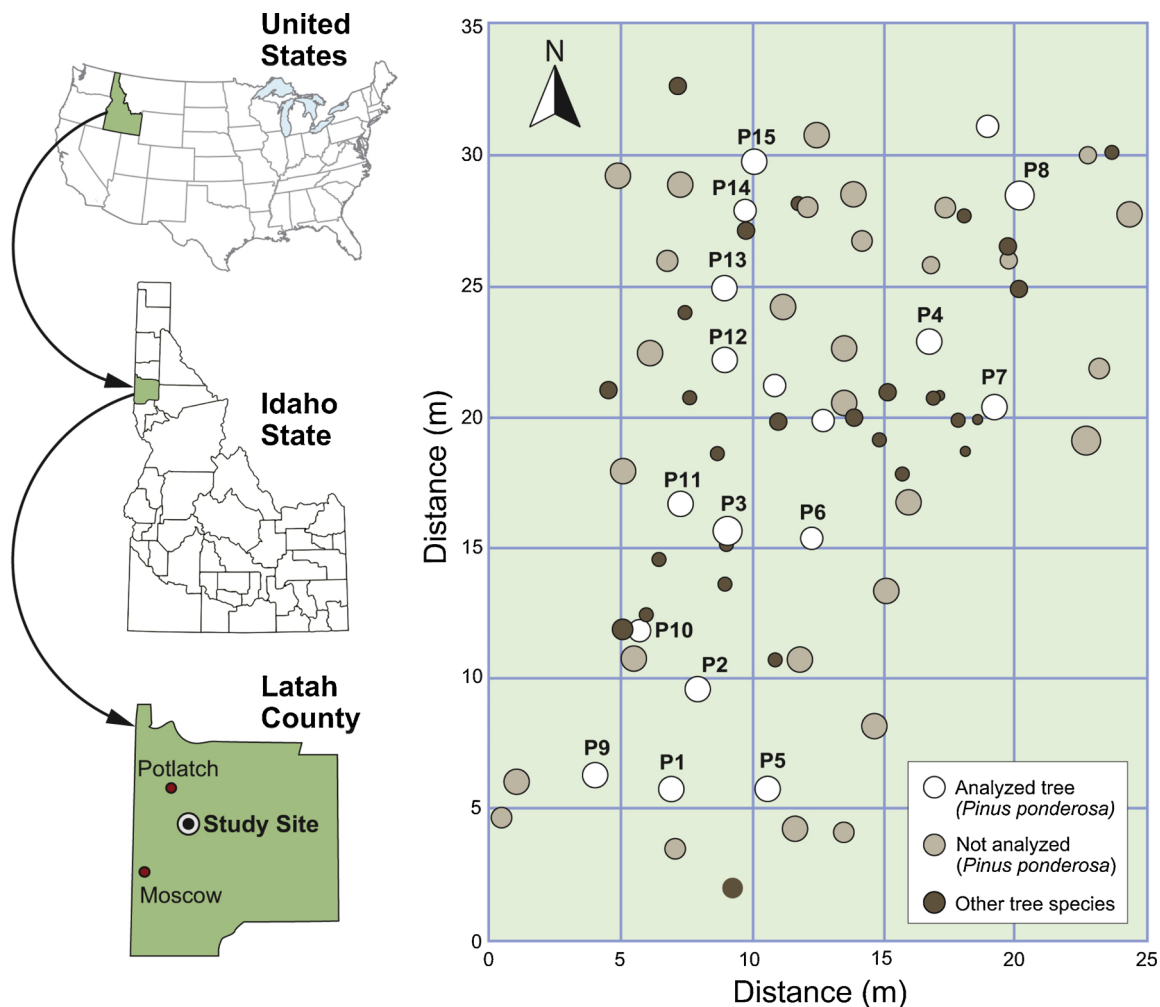 United
States
Idaho
State
Latah
County
Potlatch
Study Site
Moscow
N
P15
P14
P8
P13
P12
P4
P7
P11
P3
P6
P10
P2
P9
P1
P5
Analyzed tree
(Pinus ponderosa)
Not analyzed
(Pinus ponderosa)
Other tree species
35
30
25
20
15
10
5
0
Distance (m)
0
5
10
15
20
25
Distance (m)